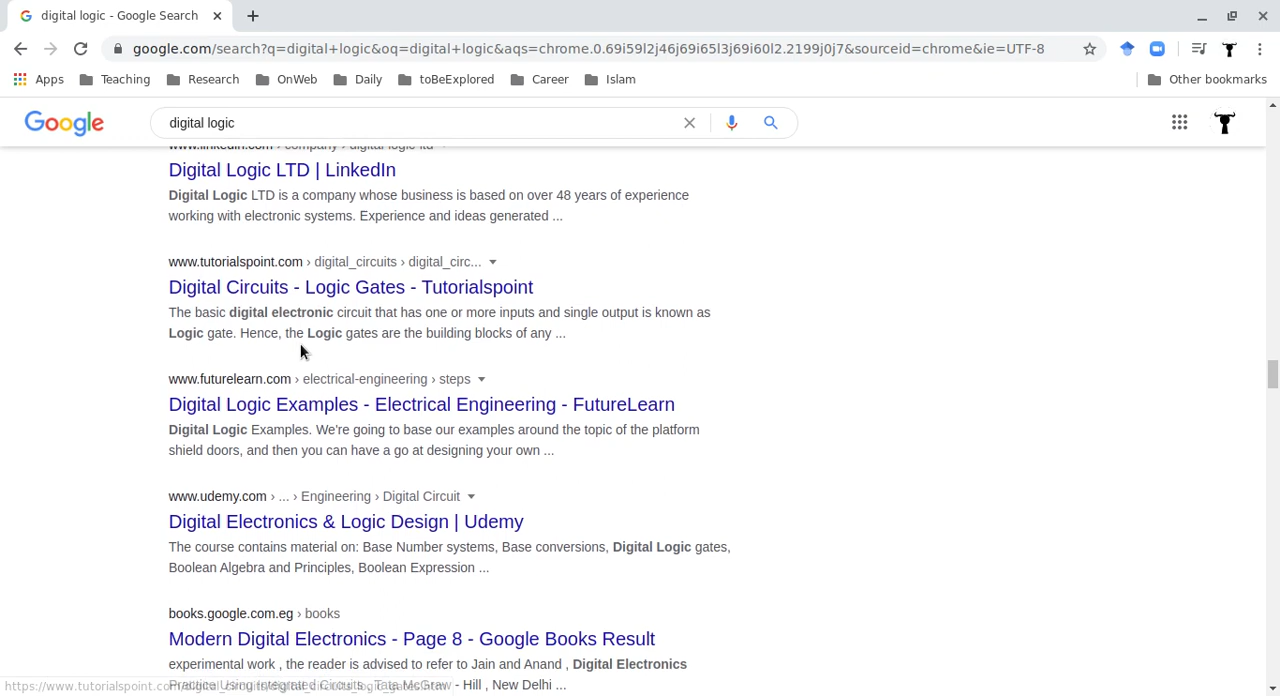 digital logic - Google Search
google.com/search?q=digital+logic&oq=digital+logic&aqs=chrome.0.69i59l2j46j69i65l3j69i60l2.2199j0j7&sourceid=chrome&ie=UTF-8
Apps Teaching Research OnWeb Daily toBeExplored Career Islam Other bookmarks
Google digital logic
www.linkedin.com › company › digital-logic-ltd
Digital Logic LTD | LinkedIn
Digital Logic LTD is a company whose business is based on over 48 years of experience
working with electronic systems. Experience and ideas generated ...
www.tutorialspoint.com › digital_circuits › digital_circ...
Digital Circuits - Logic Gates - Tutorialspoint
The basic digital electronic circuit that has one or more inputs and single output is known as
Logic gate. Hence, the Logic gates are the building blocks of any ...
www.futurelearn.com › electrical-engineering › steps
Digital Logic Examples - Electrical Engineering - FutureLearn
Digital Logic Examples. We're going to base our examples around the topic of the platform
shield doors, and then you can have a go at designing your own ...
www.udemy.com › ... › Engineering › Digital Circuit
Digital Electronics & Logic Design | Udemy
The course contains material on: Base Number systems, Base conversions, Digital Logic gates,
Boolean Algebra and Principles, Boolean Expression ...
books.google.com.eg › books
Modern Digital Electronics - Page 8 - Google Books Result
experimental work , the reader is advised to refer to Jain and Anand , Digital Electronics
- Hill , New Delhi ...